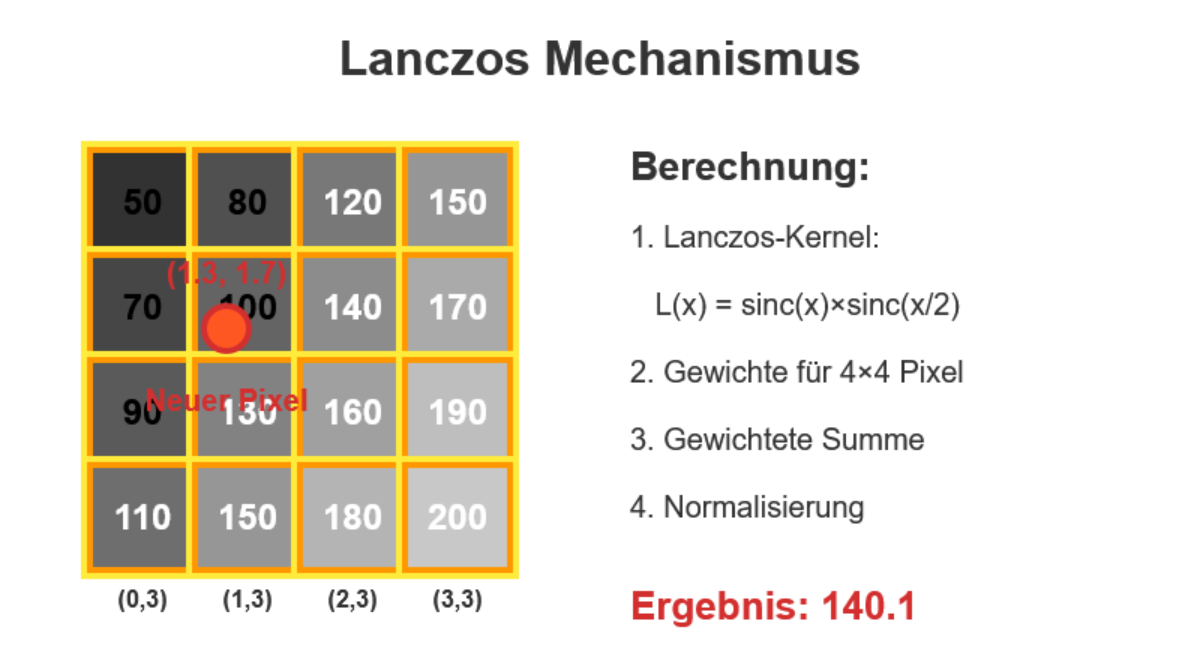 Lanczos Mechanismus
50 80 120 150
(1.3, 1.7)
70 100 140 170
Neuer Pixel
90 130 160 190
110 150 180 200
(0,3) (1,3) (2,3) (3,3)
Berechnung:
1. Lanczos-Kernel:
L(x) = sinc(x)×sinc(x/2)
2. Gewichte für 4×4 Pixel
3. Gewichtete Summe
4. Normalisierung
Ergebnis: 140.1